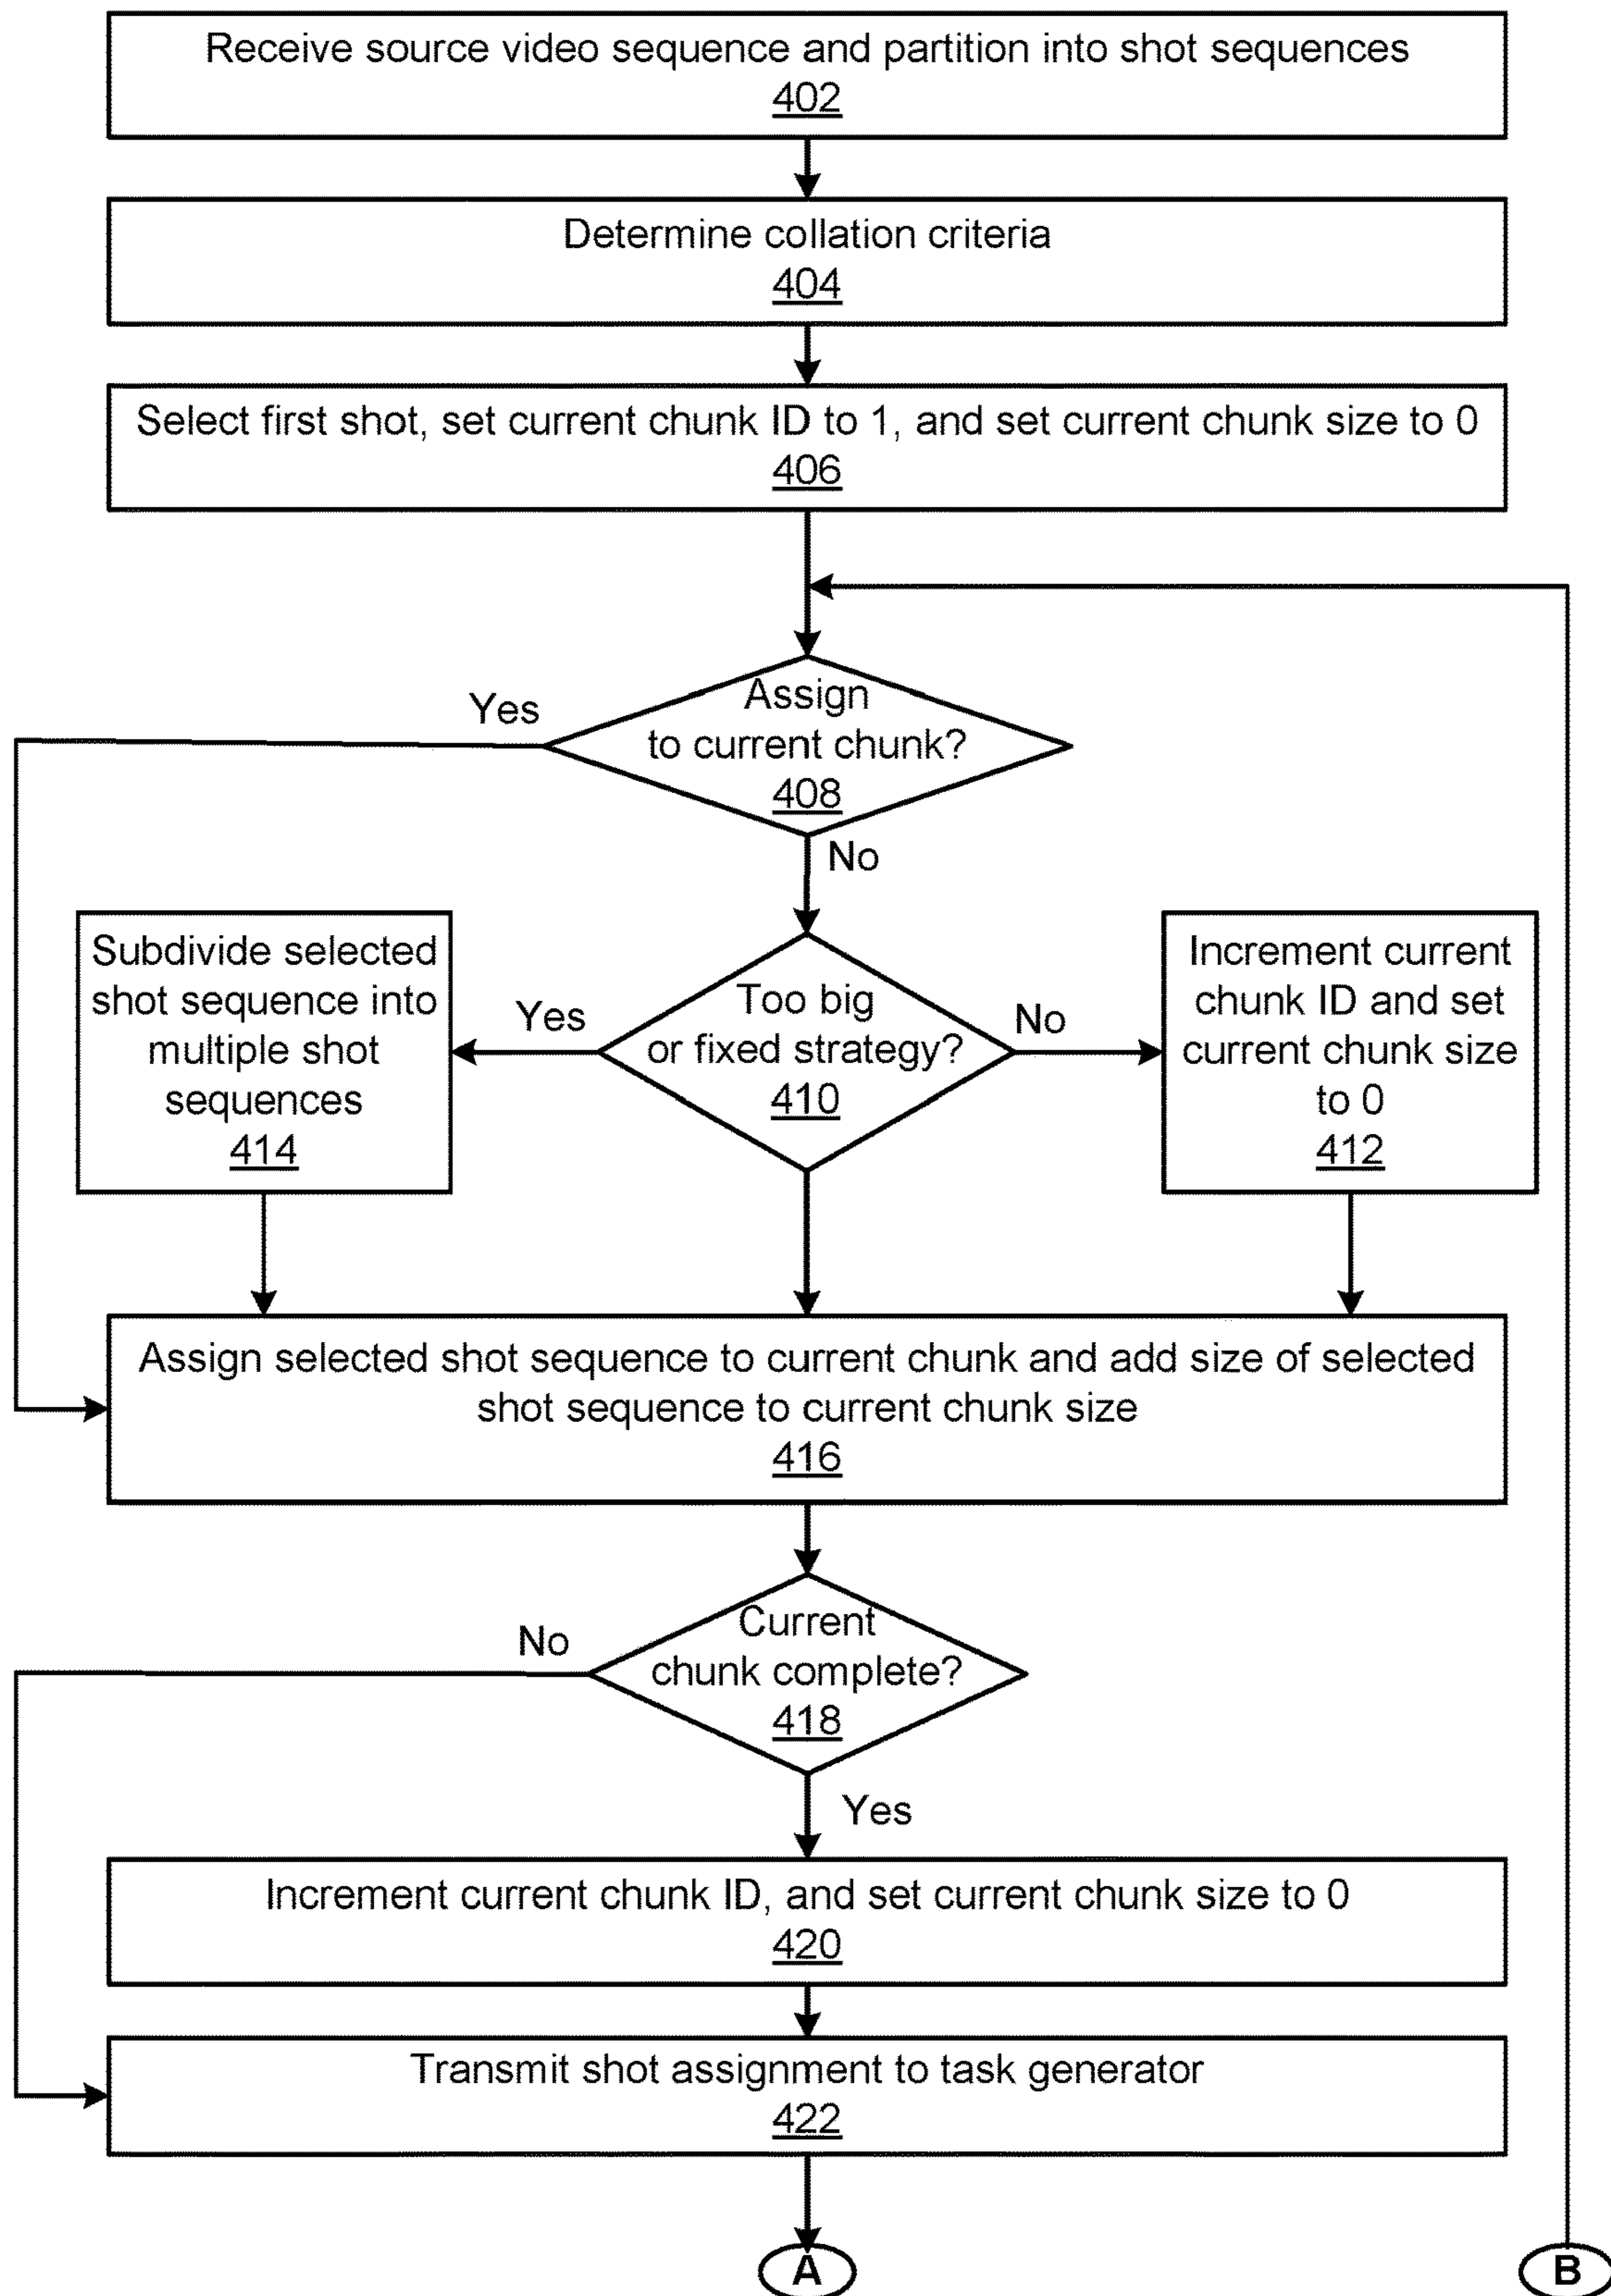 Receive source video sequence and partition into shot sequences
402
Determine collation criteria
404
Select first shot, set current chunk ID to 1, and set current chunk size to 0
406
Assign
to current chunk?
408
Yes
No
Subdivide selected
shot sequence into
multiple shot
sequences
414
Yes
Too big
or fixed strategy?
410
No
Increment current
chunk ID and set
current chunk size
to 0
412
Assign selected shot sequence to current chunk and add size of selected
shot sequence to current chunk size
416
Current
chunk complete?
418
No
Yes
Increment current chunk ID, and set current chunk size to 0
420
Transmit shot assignment to task generator
422
A
B